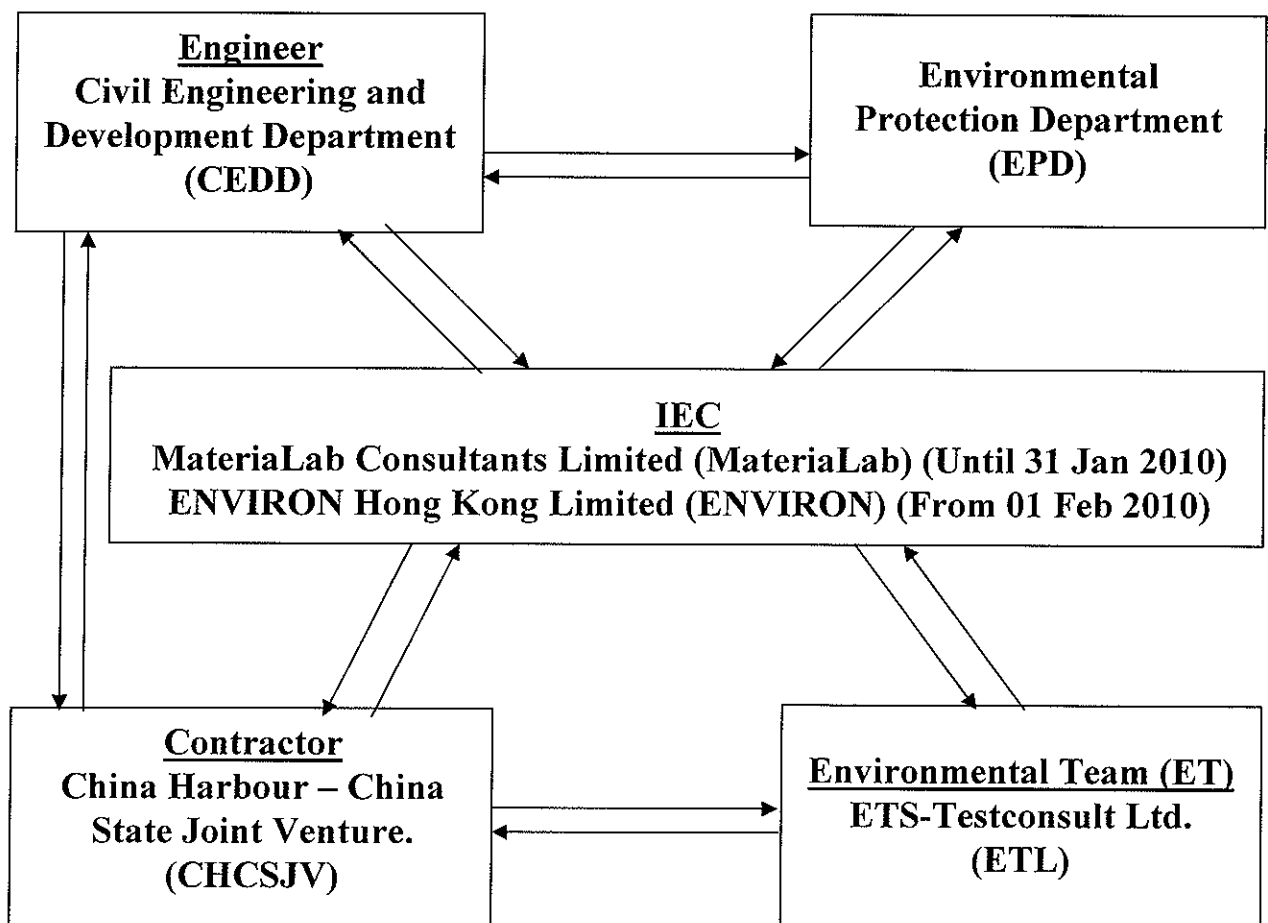 Engineer
Civil Engineering and
Development Department
(CEDD)
Environmental
Protection Department
(EPD)
IEC
MateriaLab Consultants Limited (MateriaLab) (Until 31 Jan 2010)
ENVIRON Hong Kong Limited (ENVIRON) (From 01 Feb 2010)
Contractor
China Harbour – China
State Joint Venture.
(CHCSJV)
Environmental Team (ET)
ETS-Testconsult Ltd.
(ETL)